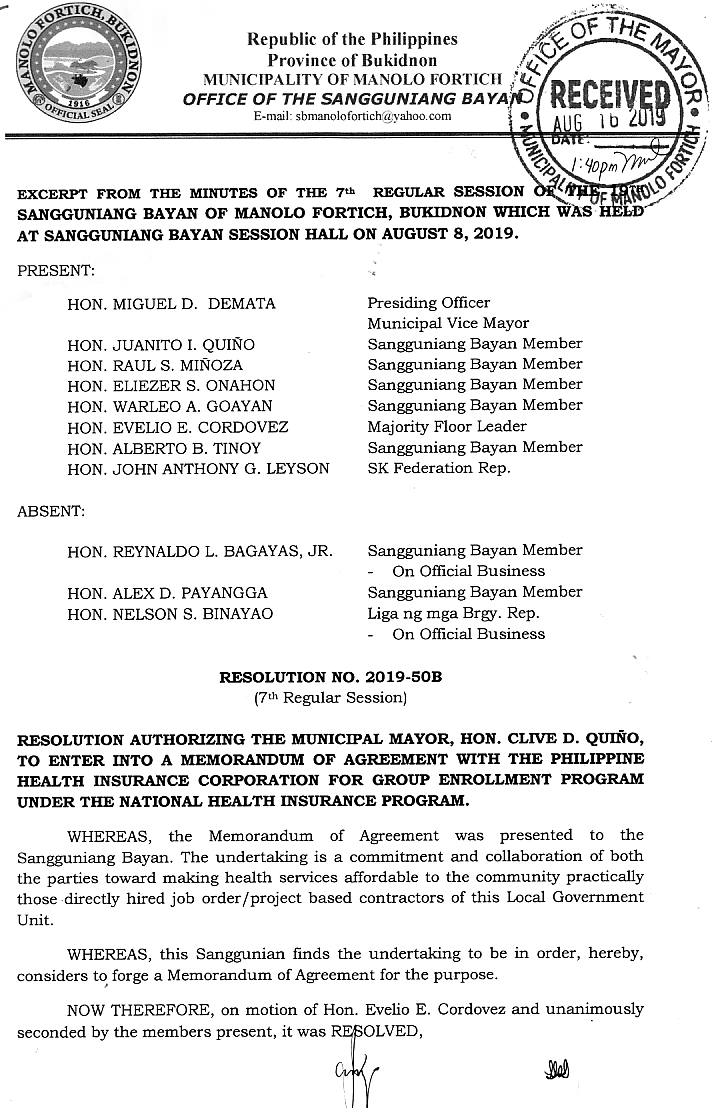 MANOLO FORTICH, BUKIDNON
1916
OFFICIAL SEAL
Republic of the Philippines
Province of Bukidnon
MUNICIPALITY OF MANOLO FORTICH
OFFICE OF THE SANGGUNIANG BAYAN
E-mail: sbmanolofortich@yahoo.com
OFFICE OF THE MAYOR
RECEIVED
AUG 16 2019
DATE:
1:40pm
MUNICIPALITY OF MANOLO FORTICH
EXCERPT FROM THE MINUTES OF THE 7th REGULAR SESSION OF THE 19TH
SANGGUNIANG BAYAN OF MANOLO FORTICH, BUKIDNON WHICH WAS HELD
AT SANGGUNIANG BAYAN SESSION HALL ON AUGUST 8, 2019.
PRESENT:
HON. MIGUEL D. DEMATA Presiding Officer
Municipal Vice Mayor
HON. JUANITO I. QUIÑO Sangguniang Bayan Member
HON. RAUL S. MIÑOZA Sangguniang Bayan Member
HON. ELIEZER S. ONAHON Sangguniang Bayan Member
HON. WARLEO A. GOAYAN Sangguniang Bayan Member
HON. EVELIO E. CORDOVEZ Majority Floor Leader
HON. ALBERTO B. TINOY Sangguniang Bayan Member
HON. JOHN ANTHONY G. LEYSON SK Federation Rep.
ABSENT:
HON. REYNALDO L. BAGAYAS, JR. Sangguniang Bayan Member
- On Official Business
HON. ALEX D. PAYANGGA Sangguniang Bayan Member
HON. NELSON S. BINAYAO Liga ng mga Brgy. Rep.
- On Official Business
RESOLUTION NO. 2019-50B
(7th Regular Session)
RESOLUTION AUTHORIZING THE MUNICIPAL MAYOR, HON. CLIVE D. QUIÑO,
TO ENTER INTO A MEMORANDUM OF AGREEMENT WITH THE PHILIPPINE
HEALTH INSURANCE CORPORATION FOR GROUP ENROLLMENT PROGRAM
UNDER THE NATIONAL HEALTH INSURANCE PROGRAM.
WHEREAS, the Memorandum of Agreement was presented to the
Sangguniang Bayan. The undertaking is a commitment and collaboration of both
the parties toward making health services affordable to the community practically
those directly hired job order/project based contractors of this Local Government
Unit.
WHEREAS, this Sanggunian finds the undertaking to be in order, hereby,
considers to forge a Memorandum of Agreement for the purpose.
NOW THEREFORE, on motion of Hon. Evelio E. Cordovez and unanimously
seconded by the members present, it was RESOLVED,